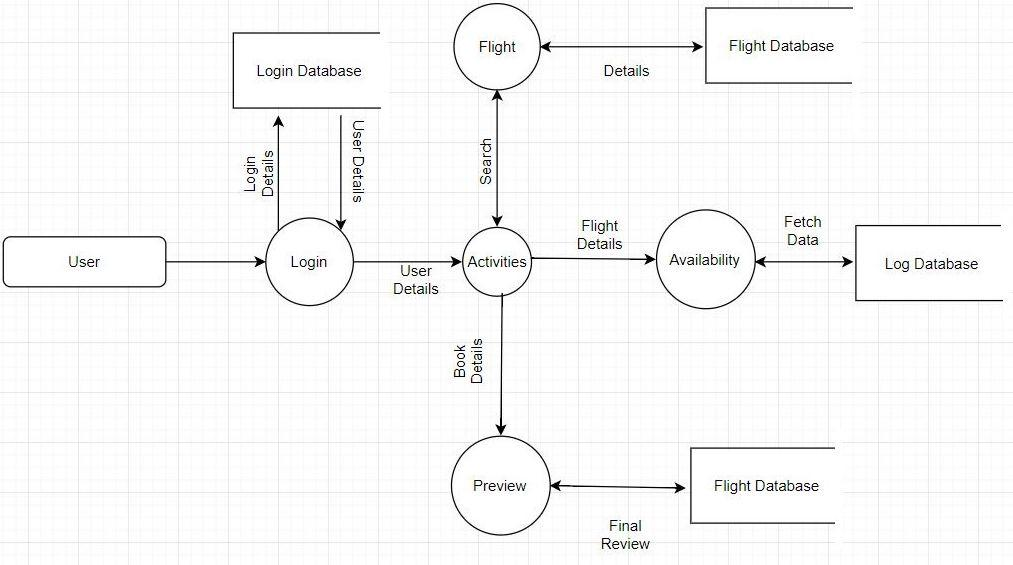 Flight
Flight Database
Details
Login Database
Login
Details
User Details
Search
User
Login
User
Details
Activities
Flight
Details
Availability
Fetch
Data
Log Database
Book
Details
Preview
Flight Database
Final
Review